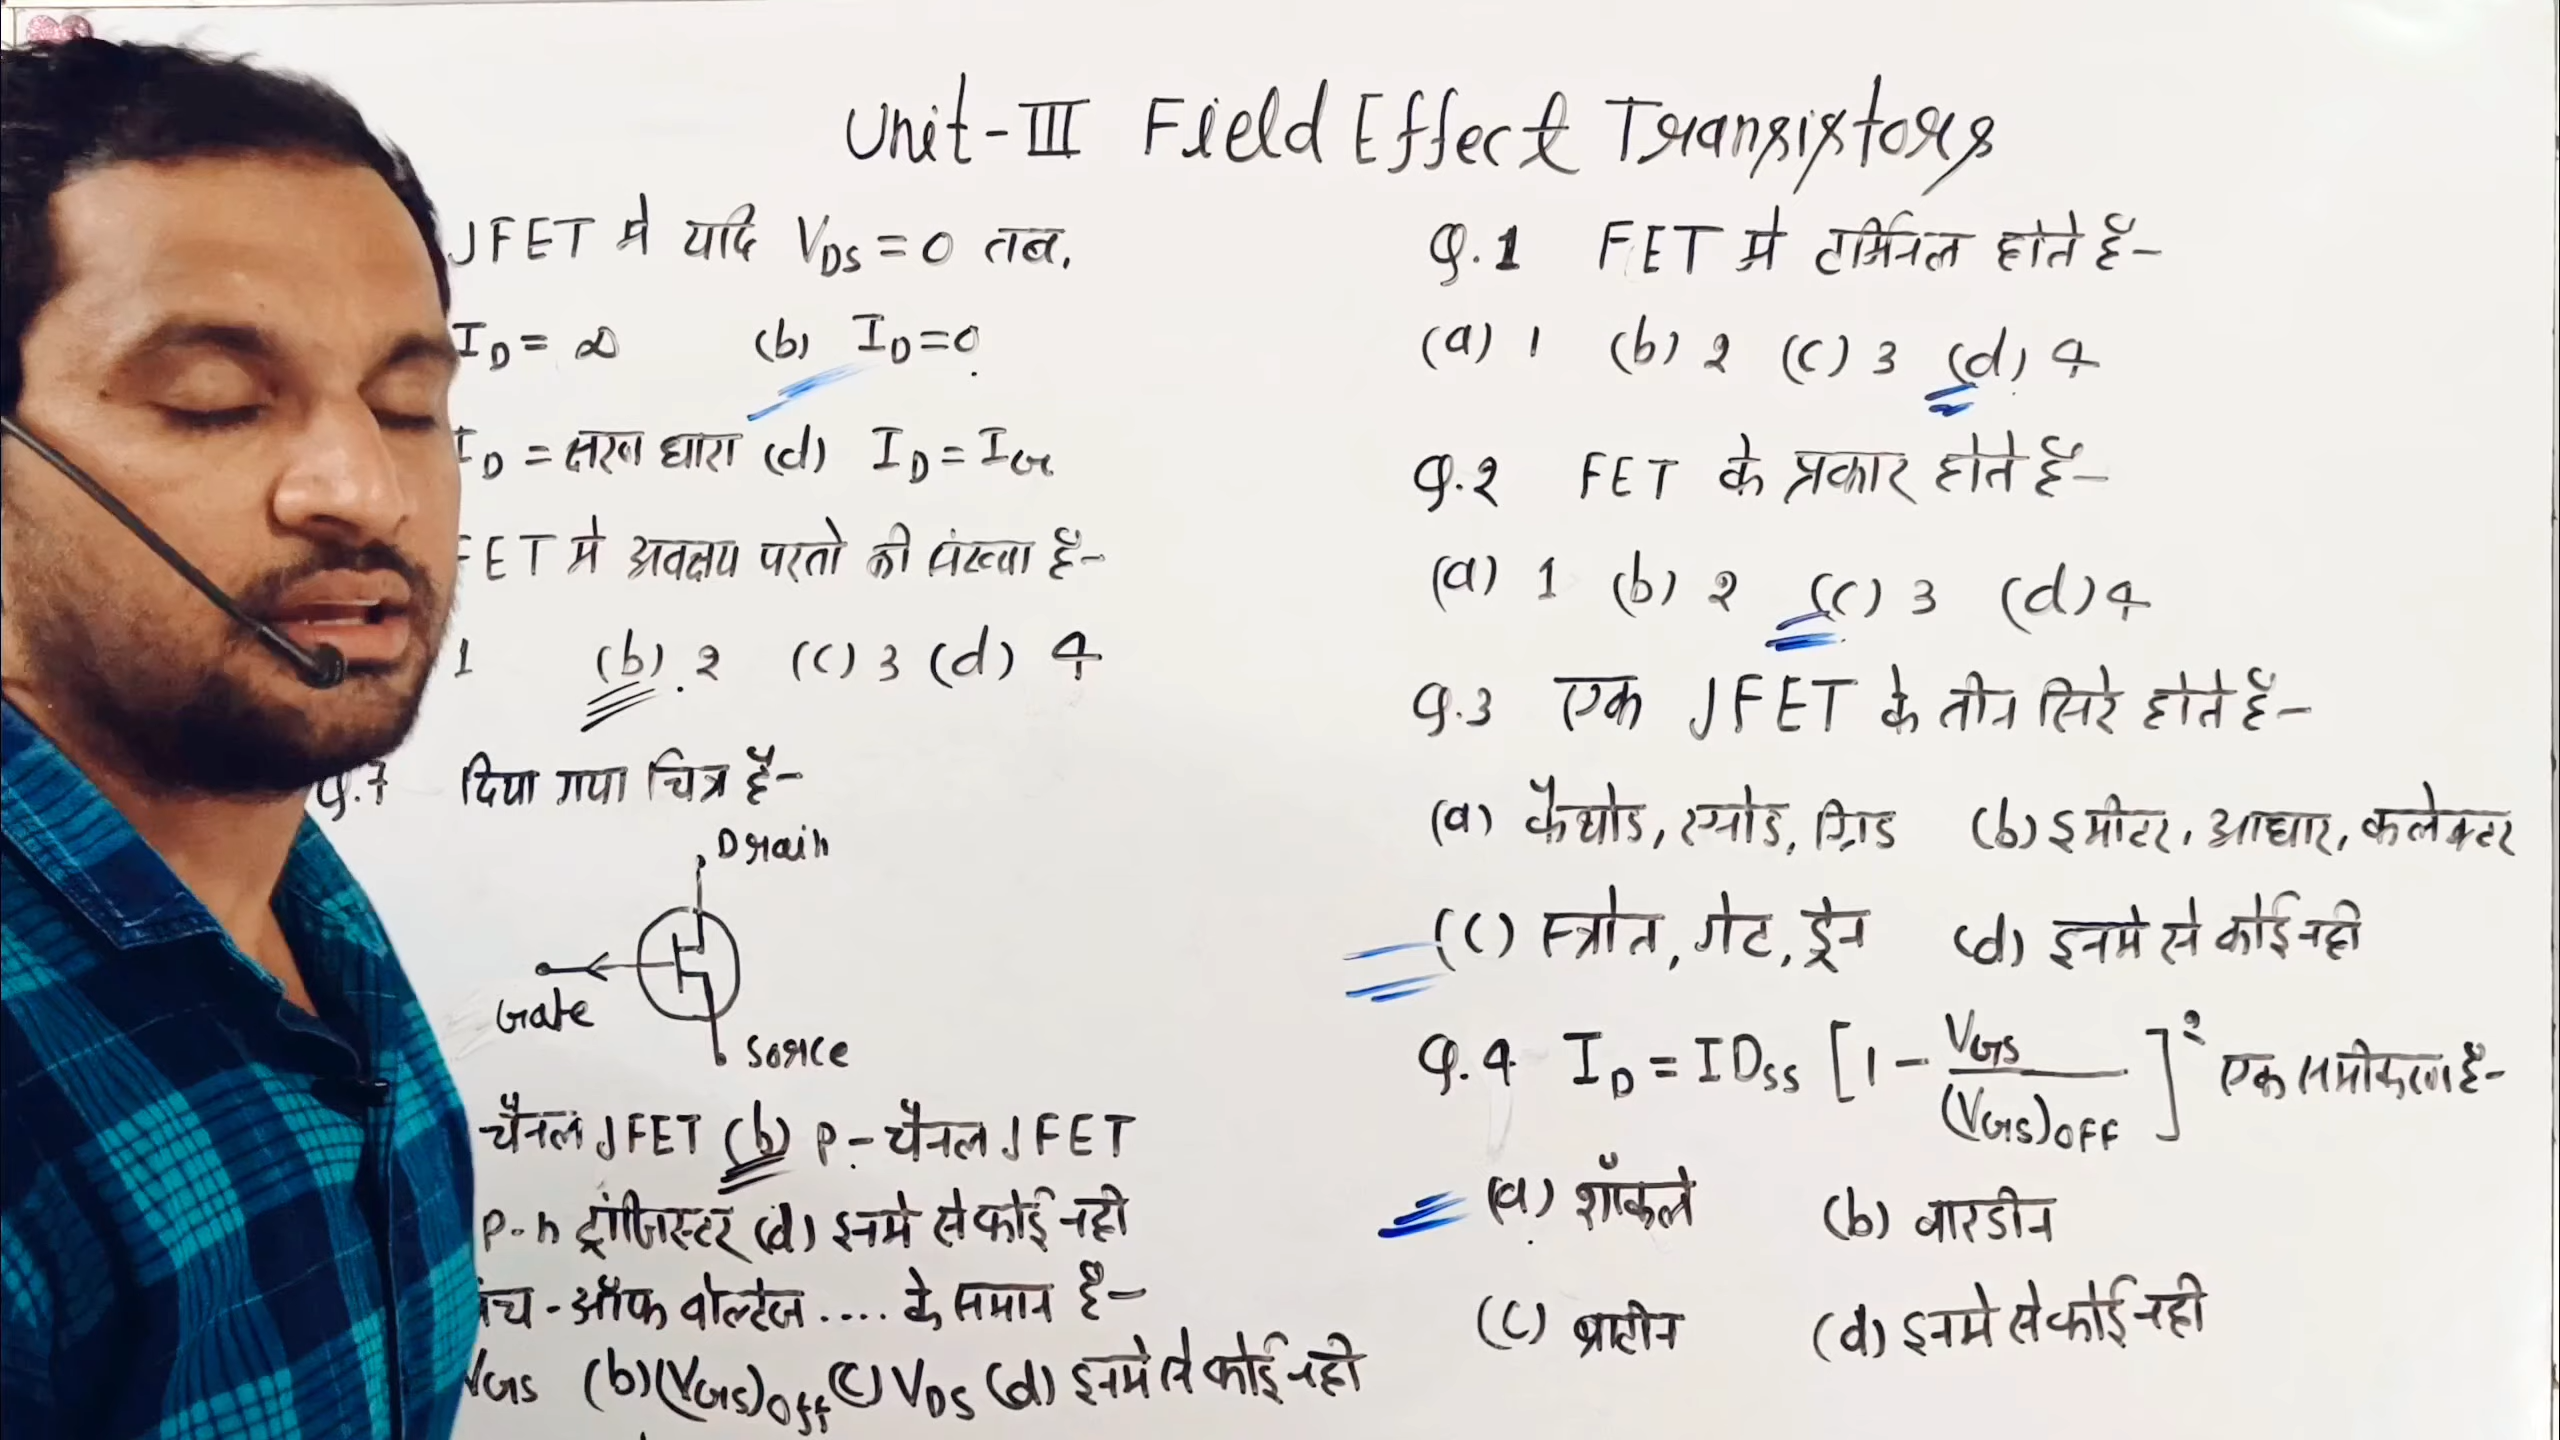 Unit-III Field Effect Transistors
JFET मे यदि VDS = 0 तब,
ID = ∞ (b) ID=0
ID = क्षरण धारा (d) ID = IG
FET मे अवक्षय परतो की संख्या है-
1 (b) 2 (c) 3 (d) 4
Q.7 दिया गया चित्र है-
Drain
Gate
Sorce
चैनल JFET (b) P-चैनल JFET
P-n ट्रांजिस्टर (d) इनमे से कोई नही
पिंच-ऑफ वोल्टेज .... के समान है-
VGS (b) (VGS)Off (c) VDS (d) इनमे से कोई नही
Q.1 FET मे टर्मिनल होते है-
(a) 1 (b) 2 (c) 3 (d) 4
Q.2 FET के प्रकार होते है-
(a) 1 (b) 2 (c) 3 (d) 4
Q.3 एक JFET के तीन सिरे होते है-
(a) कैथोड, एनोड, ग्रिड (b) इमीटर, आधार, कलेक्टर
(c) स्त्रोत, गेट, ड्रेन (d) इनमे से कोई नही
Q.4 ID = IDSS [1 - VGS/(VGS)OFF]² एक समीकरण है-
(a) शॉकले (b) बारडीन
(c) ब्राटीन (d) इनमे से कोई नही